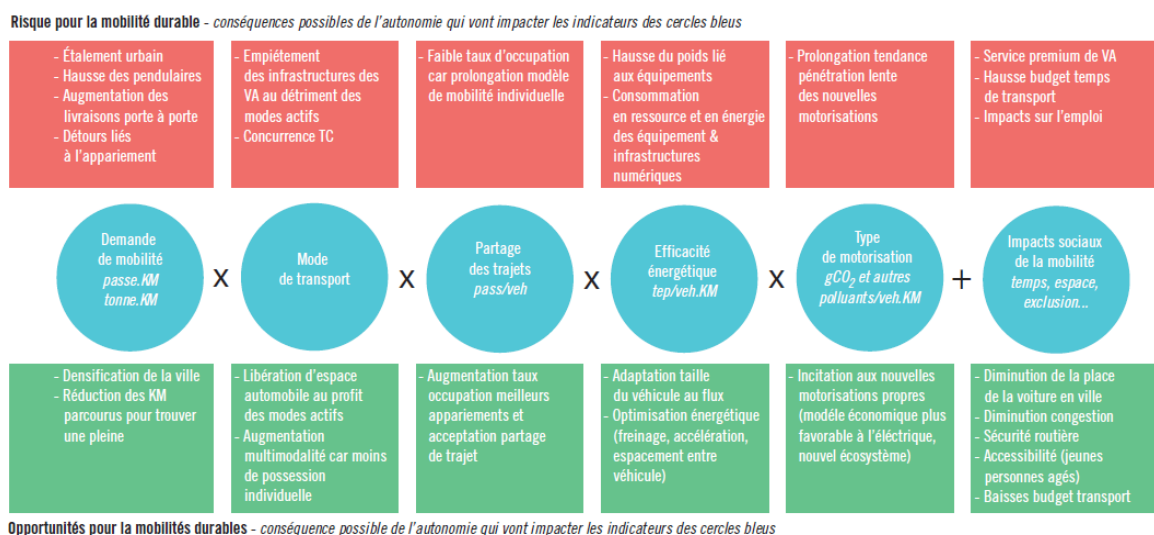 Risque pour la mobilité durable - conséquences possibles de l'autonomie qui vont impacter les indicateurs des cercles bleus
- Étalement urbain
- Hausse des pendulaires
- Augmentation des
livraisons porte à porte
- Détours liés
à l'appariement
- Empiétement
des infrastructures des
VA au détriment des
modes actifs
- Concurrence TC
- Faible taux d'occupation
car prolongation modèle
de mobilité individuelle
- Hausse du poids lié
aux équipements
- Consommation
en ressource et en énergie
des équipement &
infrastructures
numériques
- Prolongation tendance
pénétration lente
des nouvelles
motorisations
- Service premium de VA
- Hausse budget temps
de transport
- Impacts sur l'emploi
Demande
de mobilité
passe.KM
tonne.KM
X
Mode
de transport
X
Partage
des trajets
pass/veh
X
Efficacité
énergétique
tep/veh.KM
X
Type
de motorisation
gCO₂ et autres
polluants/veh.KM
+
Impacts sociaux
de la mobilité
temps, espace,
exclusion...
- Densification de la ville
- Réduction des KM
parcourus pour trouver
une pleine
- Libération d'espace
automobile au profit
des modes actifs
- Augmentation
multimodalité car moins
de possession
individuelle
- Augmentation taux
occupation meilleurs
appariements et
acceptation partage
de trajet
- Adaptation taille
du véhicule au flux
- Optimisation énergétique
(freinage, accélération,
espacement entre
véhicule)
- Incitation aux nouvelles
motorisations propres
(modèle économique plus
favorable à l'éléctrique,
nouvel écosystème)
- Diminution de la place
de la voiture en ville
- Diminution congestion
- Sécurité routière
- Accessibilité (jeunes
personnes agés)
- Baisses budget transport
Opportunités pour la mobilités durables - conséquence possible de l'autonomie qui vont impacter les indicateurs des cercles bleus